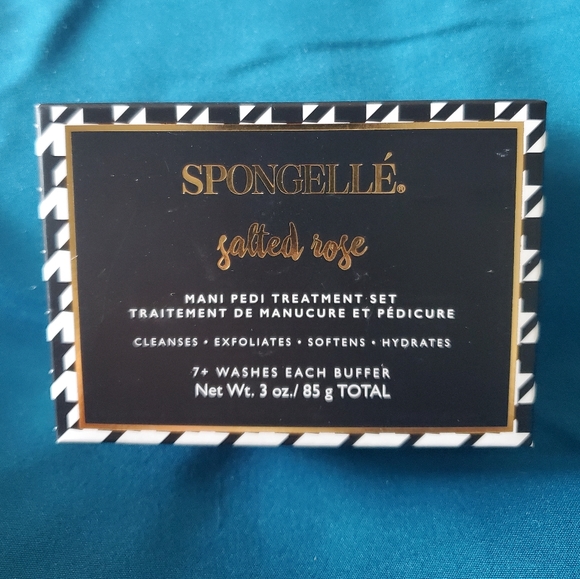 SPONGELLÉ®
salted rose
MANI PEDI TREATMENT SET
TRAITEMENT DE MANUCURE ET PÉDICURE
CLEANSES • EXFOLIATES • SOFTENS • HYDRATES
7+ WASHES EACH BUFFER
Net Wt. 3 oz./ 85 g TOTAL